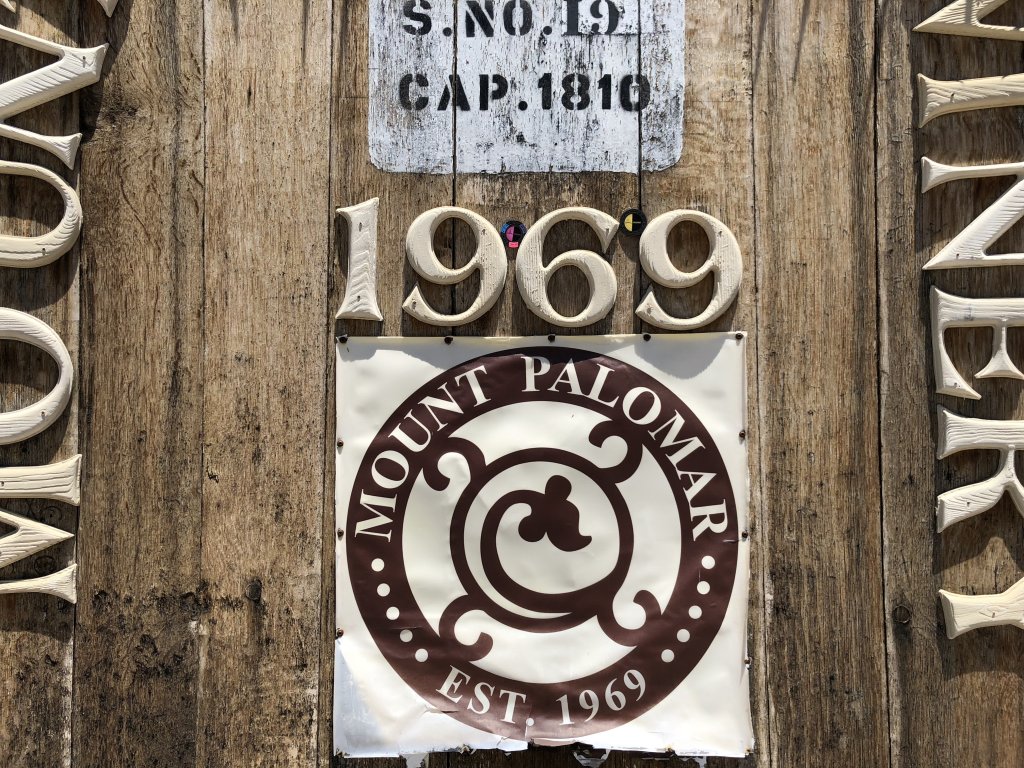 S.NO.19
CAP.1810
1969
MOUNT PALOMAR
EST. 1969